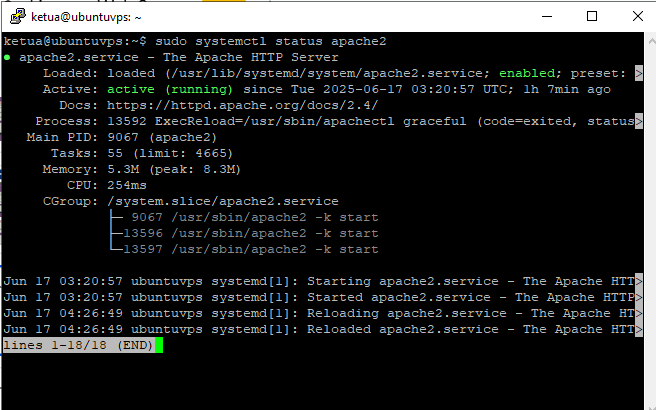 ketua@ubuntuvps: ~
ketua@ubuntuvps:~$ sudo systemctl status apache2
● apache2.service - The Apache HTTP Server
     Loaded: loaded (/usr/lib/systemd/system/apache2.service; enabled; preset: >
     Active: active (running) since Tue 2025-06-17 03:20:57 UTC; 1h 7min ago
       Docs: https://httpd.apache.org/docs/2.4/
    Process: 13592 ExecReload=/usr/sbin/apachectl graceful (code=exited, status>
   Main PID: 9067 (apache2)
      Tasks: 55 (limit: 4665)
     Memory: 5.3M (peak: 8.3M)
        CPU: 254ms
     CGroup: /system.slice/apache2.service
             ├─ 9067 /usr/sbin/apache2 -k start
             ├─13596 /usr/sbin/apache2 -k start
             └─13597 /usr/sbin/apache2 -k start
Jun 17 03:20:57 ubuntuvps systemd[1]: Starting apache2.service - The Apache HTT>
Jun 17 03:20:57 ubuntuvps systemd[1]: Started apache2.service - The Apache HTTP>
Jun 17 04:26:49 ubuntuvps systemd[1]: Reloading apache2.service - The Apache HT>
Jun 17 04:26:49 ubuntuvps systemd[1]: Reloaded apache2.service - The Apache HTT>
lines 1-18/18 (END)